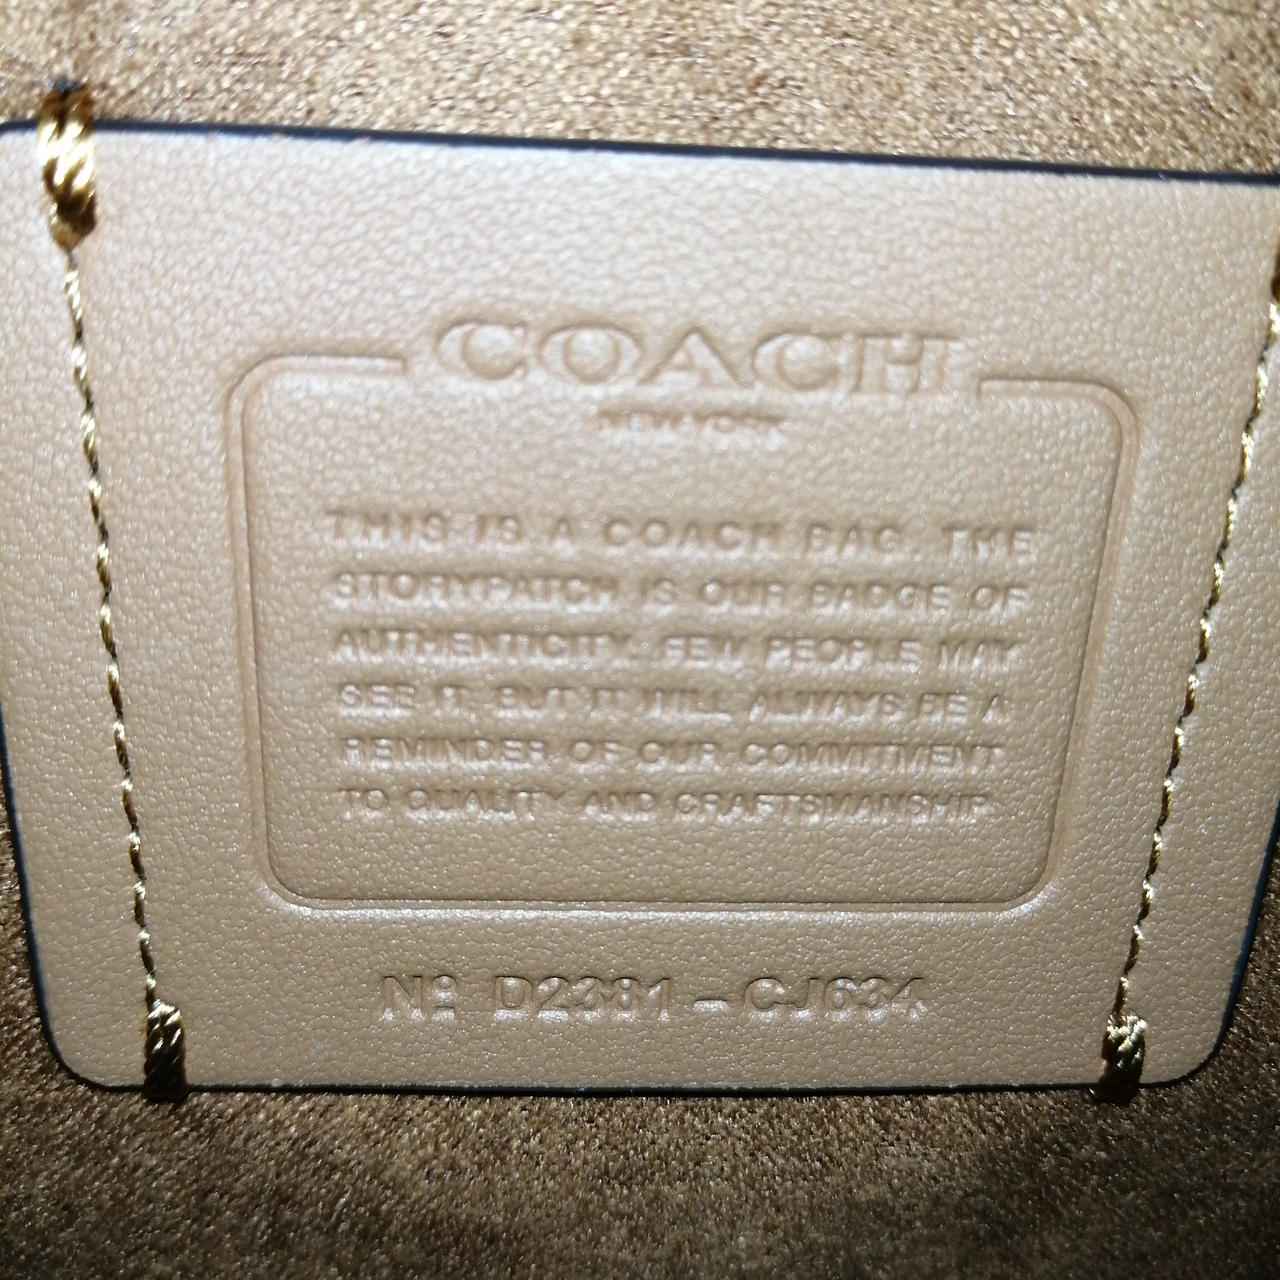 COACH
NEW YORK
THIS IS A COACH BAG. THE
STORYPATCH IS OUR BADGE OF
AUTHENTICITY. FEW PEOPLE MAY
SEE IT, BUT IT WILL ALWAYS BE A
REMINDER OF OUR COMMITMENT
TO QUALITY AND CRAFTSMANSHIP.
Nº D2381-CJ634